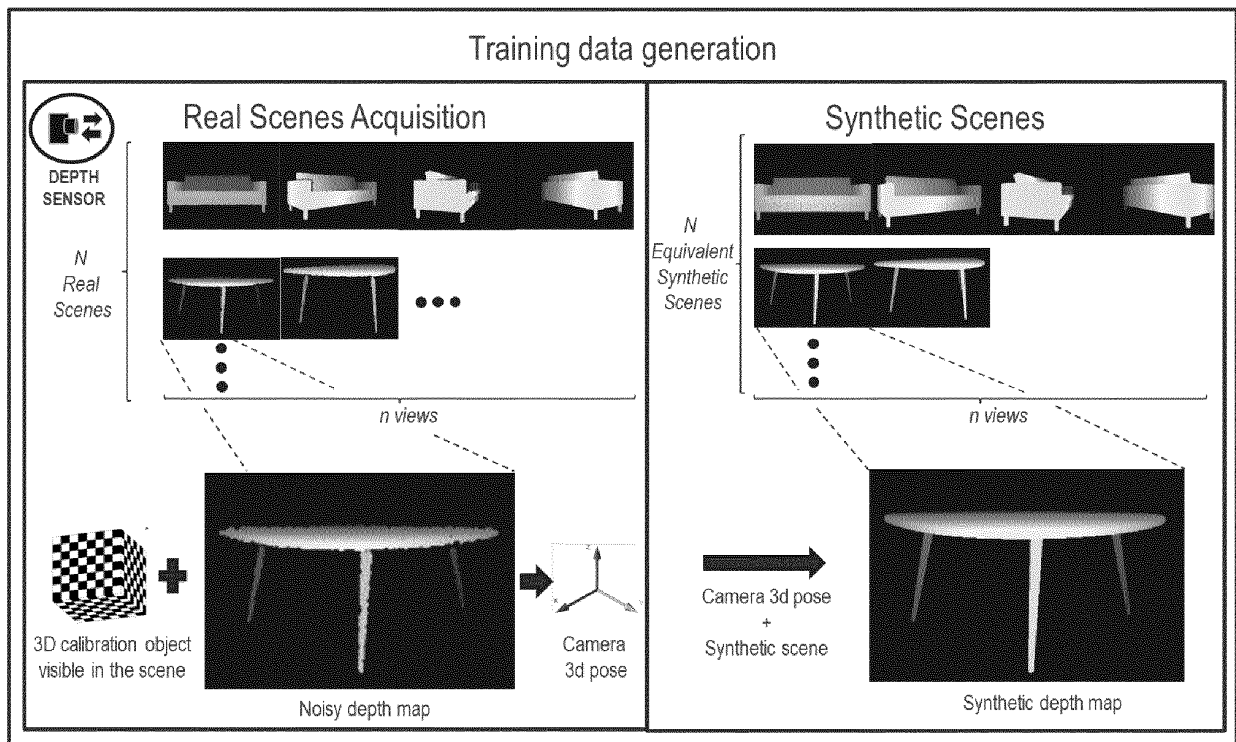 Training data generation
Real Scenes Acquisition
DEPTH
SENSOR
N
Real
Scenes
n views
3D calibration object
visible in the scene
Noisy depth map
z
x
Camera
3d pose
Synthetic Scenes
N
Equivalent
Synthetic
Scenes
n views
Camera 3d pose
+
Synthetic scene
Synthetic depth map